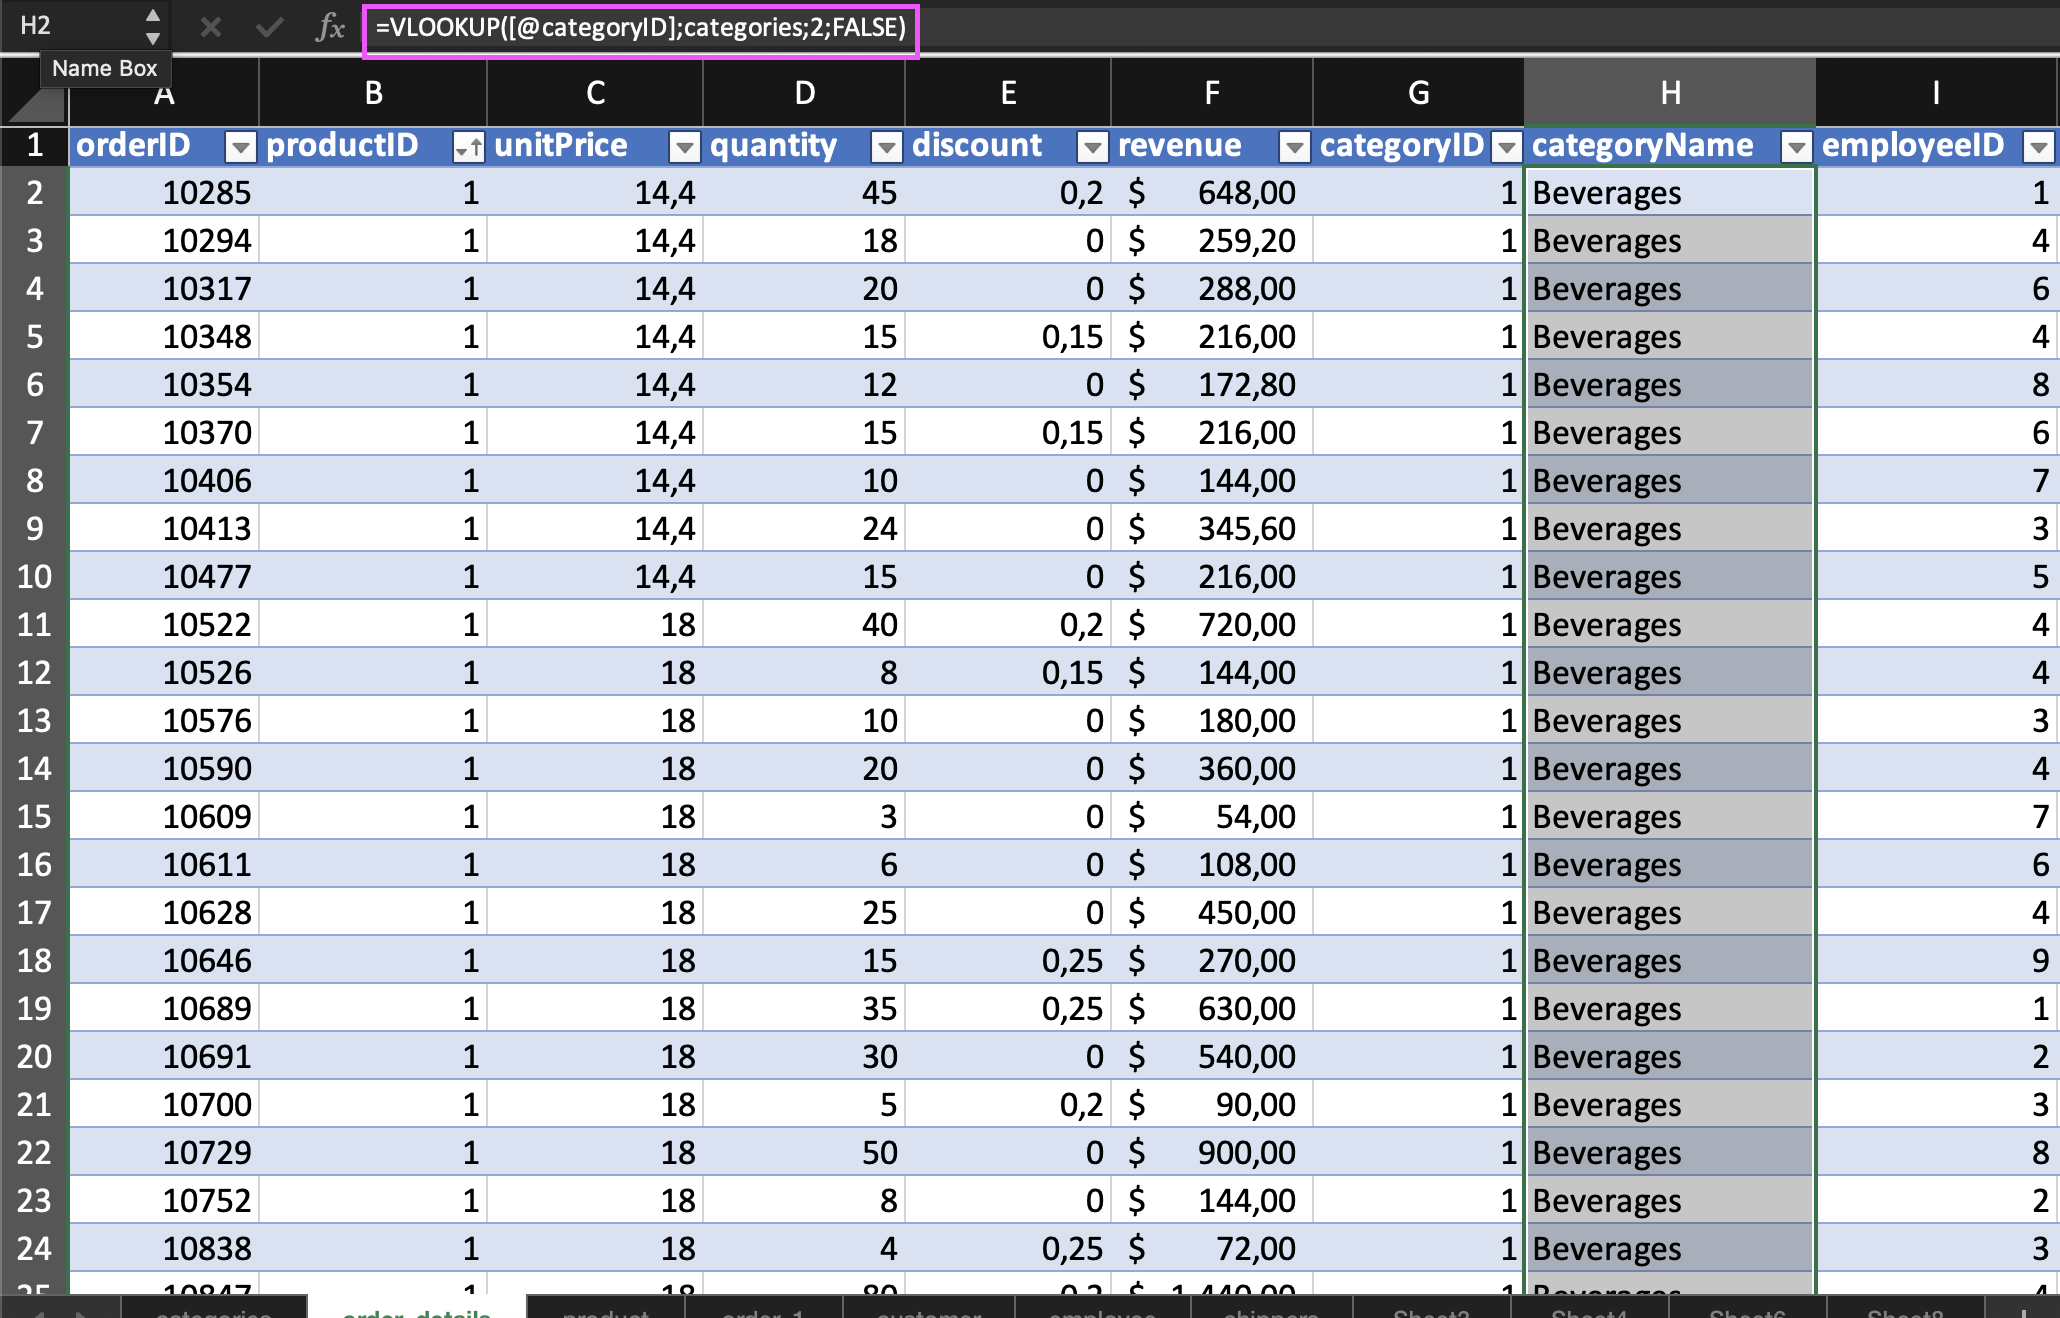 H2 fx =VLOOKUP([@categoryID];categories;2;FALSE)
Name Box
A B C D E F G H I
1 orderID productID unitPrice quantity discount revenue categoryID categoryName employeeID
2 10285 1 14,4 45 0,2 $ 648,00 1 Beverages 1
3 10294 1 14,4 18 0 $ 259,20 1 Beverages 4
4 10317 1 14,4 20 0 $ 288,00 1 Beverages 6
5 10348 1 14,4 15 0,15 $ 216,00 1 Beverages 4
6 10354 1 14,4 12 0 $ 172,80 1 Beverages 8
7 10370 1 14,4 15 0,15 $ 216,00 1 Beverages 6
8 10406 1 14,4 10 0 $ 144,00 1 Beverages 7
9 10413 1 14,4 24 0 $ 345,60 1 Beverages 3
10 10477 1 14,4 15 0 $ 216,00 1 Beverages 5
11 10522 1 18 40 0,2 $ 720,00 1 Beverages 4
12 10526 1 18 8 0,15 $ 144,00 1 Beverages 4
13 10576 1 18 10 0 $ 180,00 1 Beverages 3
14 10590 1 18 20 0 $ 360,00 1 Beverages 4
15 10609 1 18 3 0 $ 54,00 1 Beverages 7
16 10611 1 18 6 0 $ 108,00 1 Beverages 6
17 10628 1 18 25 0 $ 450,00 1 Beverages 4
18 10646 1 18 15 0,25 $ 270,00 1 Beverages 9
19 10689 1 18 35 0,25 $ 630,00 1 Beverages 1
20 10691 1 18 30 0 $ 540,00 1 Beverages 2
21 10700 1 18 5 0,2 $ 90,00 1 Beverages 3
22 10729 1 18 50 0 $ 900,00 1 Beverages 8
23 10752 1 18 8 0 $ 144,00 1 Beverages 2
24 10838 1 18 4 0,25 $ 72,00 1 Beverages 3
25 10847 1 18 80 0,2 $ 1.440,00 1 Beverages 4
categories order_details product order_1 customer employee shippers Sheet4 Sheet6 Sheet8